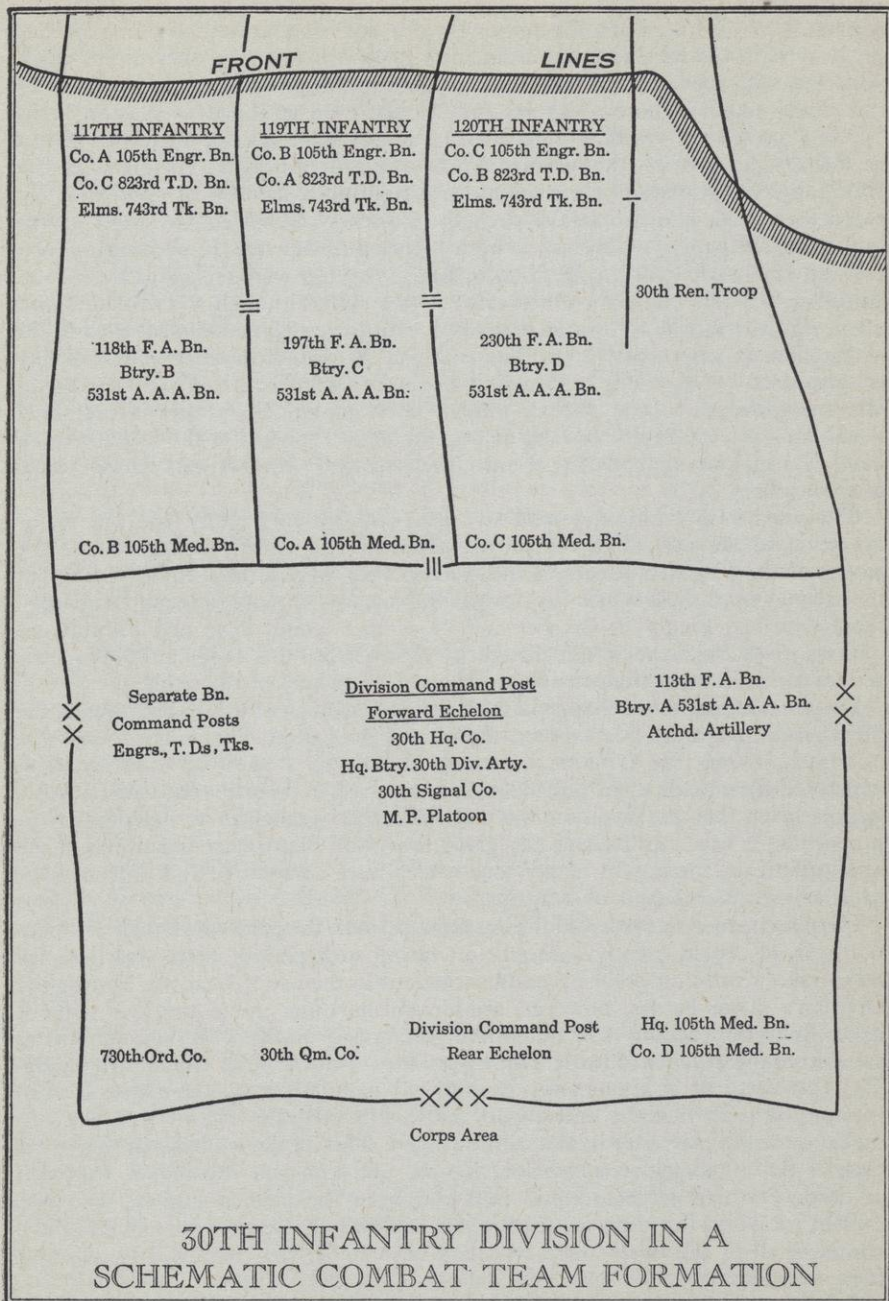 FRONT LINES
117TH INFANTRY
Co. A 105th Engr. Bn.
Co. C 823rd T.D. Bn.
Elms. 743rd Tk. Bn.
119TH INFANTRY
Co. B 105th Engr. Bn.
Co. A 823rd T.D. Bn.
Elms. 743rd Tk. Bn.
120TH INFANTRY
Co. C 105th Engr. Bn.
Co. B 823rd T.D. Bn.
Elms. 743rd Tk. Bn.
30th Ren. Troop
118th F. A. Bn.
Btry. B
531st A. A. A. Bn.
197th F. A. Bn.
Btry. C
531st A. A. A. Bn.
230th F. A. Bn.
Btry. D
531st A. A. A. Bn.
Co. B 105th Med. Bn.
Co. A 105th Med. Bn.
Co. C 105th Med. Bn.
Separate Bn.
Command Posts
Engrs., T. Ds, Tks.
Division Command Post
Forward Echelon
30th Hq. Co.
Hq. Btry. 30th Div. Arty.
30th Signal Co.
M. P. Platoon
113th F. A. Bn.
Btry. A 531st A. A. A. Bn.
Atchd. Artillery
730th Ord. Co.
30th Qm. Co.
Division Command Post
Rear Echelon
Hq. 105th Med. Bn.
Co. D 105th Med. Bn.
XXX
Corps Area
30TH INFANTRY DIVISION IN A
SCHEMATIC COMBAT TEAM FORMATION